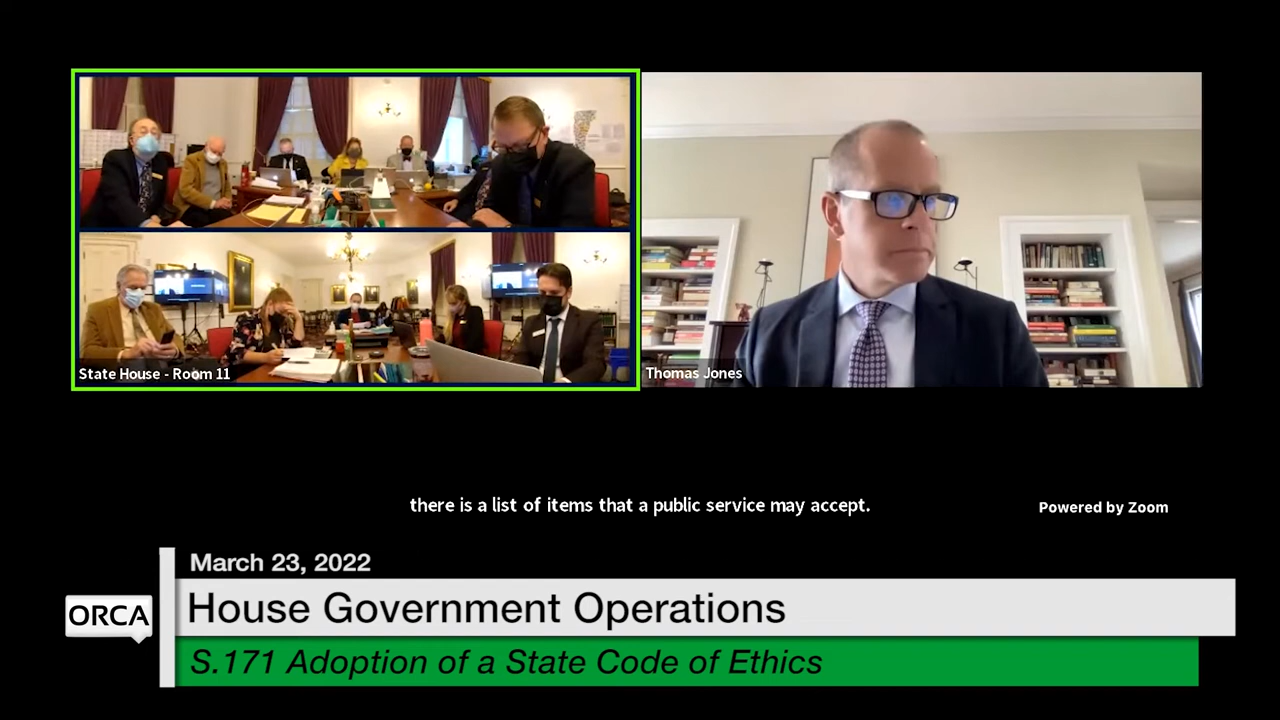 State House - Room 11
Thomas Jones
there is a list of items that a public service may accept.
Powered by Zoom
March 23, 2022
ORCA
House Government Operations
S.171 Adoption of a State Code of Ethics